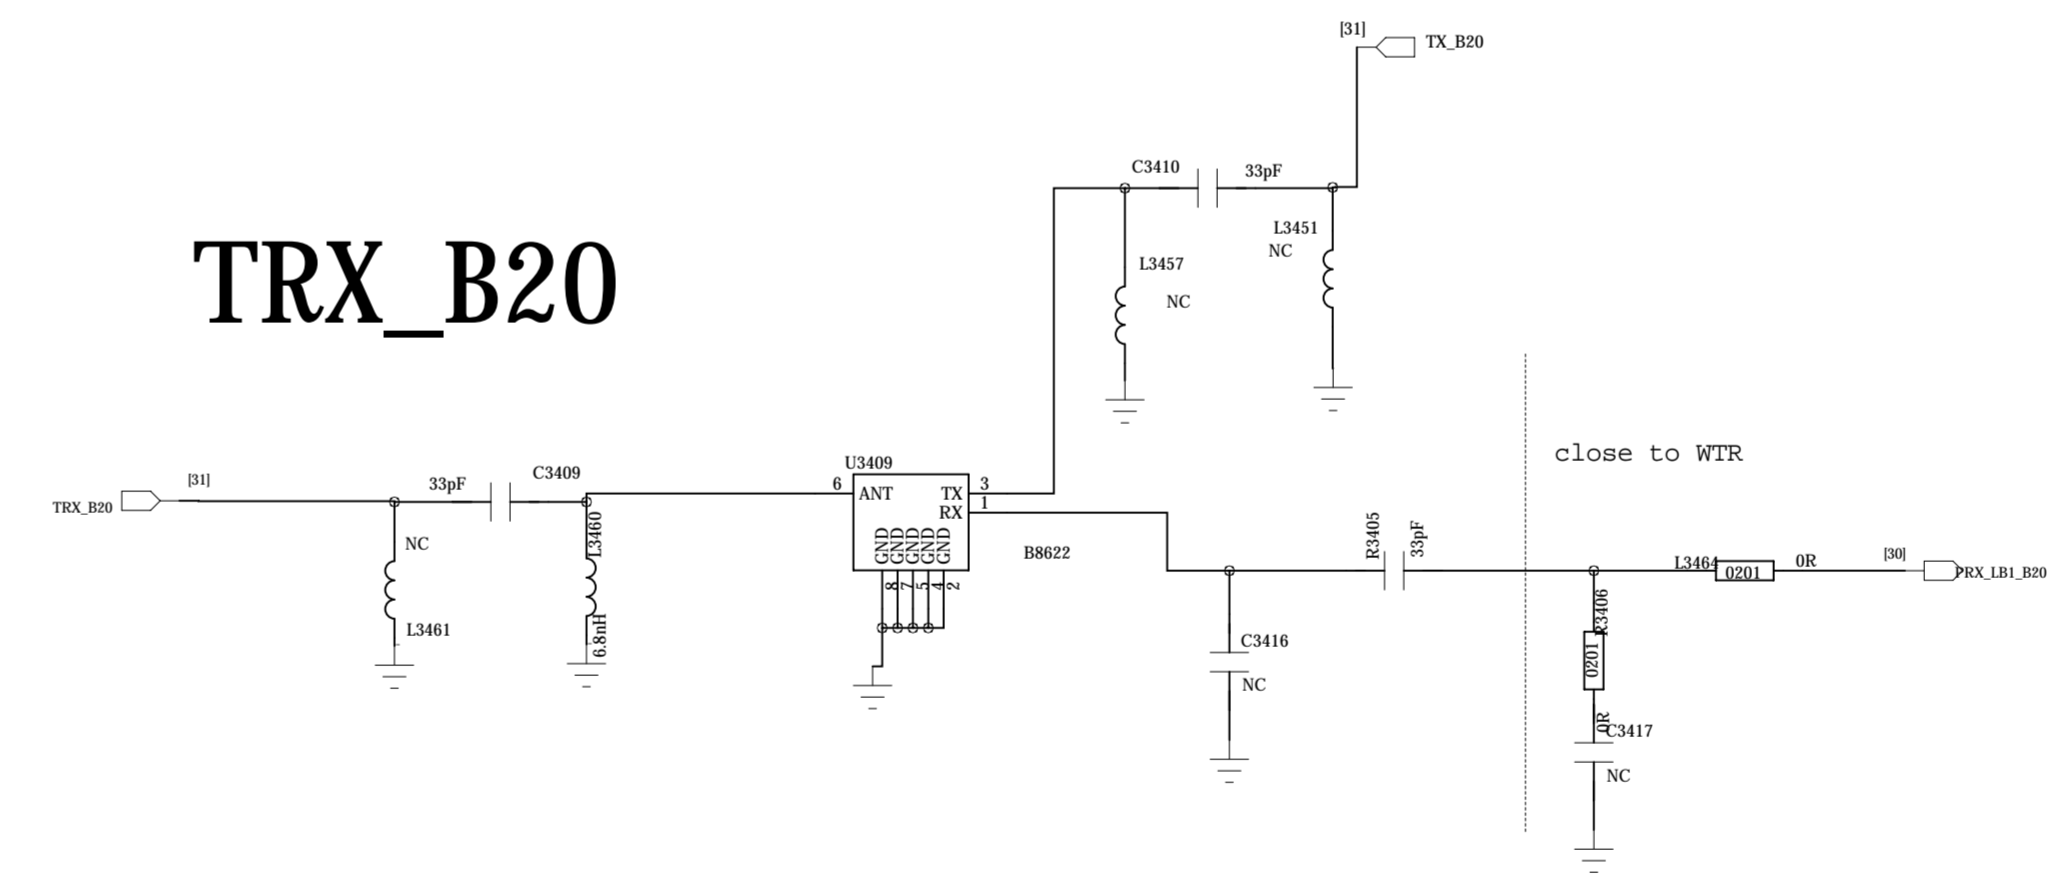 [31]
TX_B20
C3410
33pF
TRX_B20
L3451
NC
L3457
NC
close to WTR
U3409
33pF
C3409
[31]
TRX_B20
6
ANT
TX
3
RX
1
GND
GND
GND
GND
GND
8
7
5
4
2
B8622
NC
L3461
L3460
6.8nH
R3405
33pF
L3464
0201
0R
[30]
PRX_LB1_B20
R3406
0201
0R
C3416
NC
C3417
NC